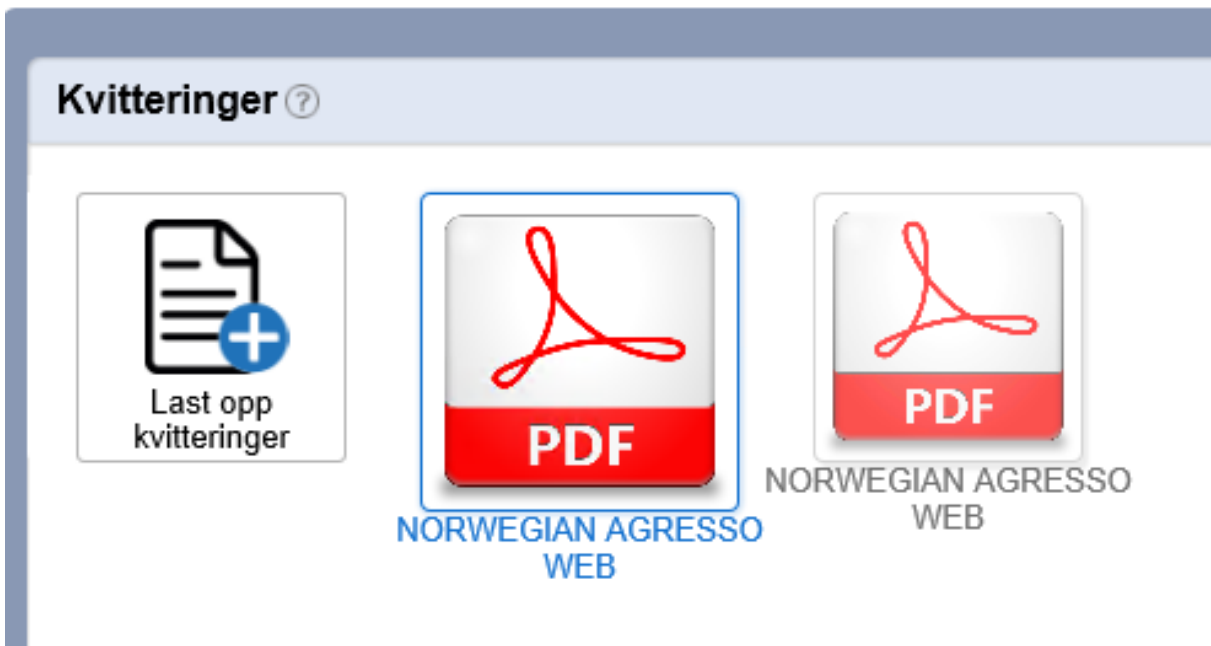 Kvitteringer ?
Last opp
kvitteringer
PDF
NORWEGIAN AGRESSO
WEB
PDF
NORWEGIAN AGRESSO
WEB